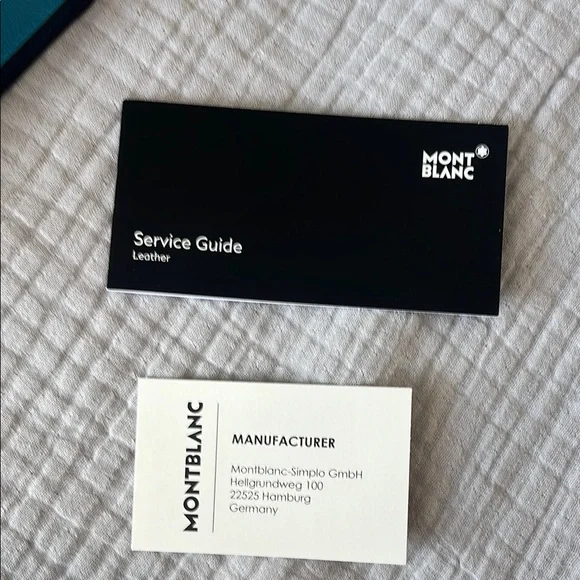 MONT
BLANC
Service Guide
Leather
MONTBLANC
MANUFACTURER
Montblanc-Simplo GmbH
Hellgrundweg 100
22525 Hamburg
Germany